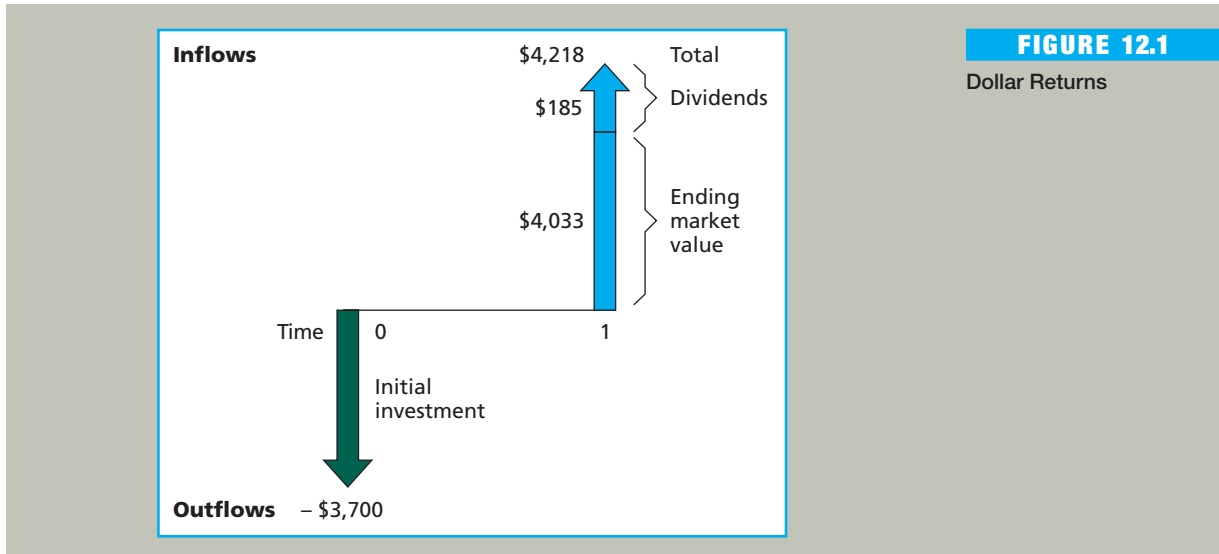 FIGURE 12.1
Dollar Returns
Inflows
$4,218 Total
$185 Dividends
$4,033
Ending
market
value
Time 0 1
Initial
investment
Outflows – $3,700